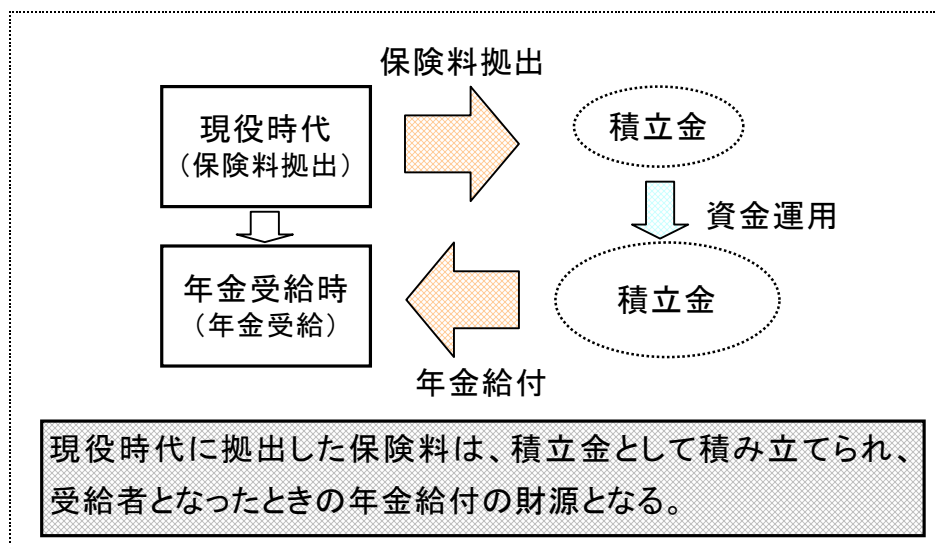 保険料拠出
現役時代
（保険料拠出）
積立金
資金運用
年金受給時
（年金受給）
積立金
年金給付
現役時代に拠出した保険料は、積立金として積み立てられ、
受給者となったときの年金給付の財源となる。